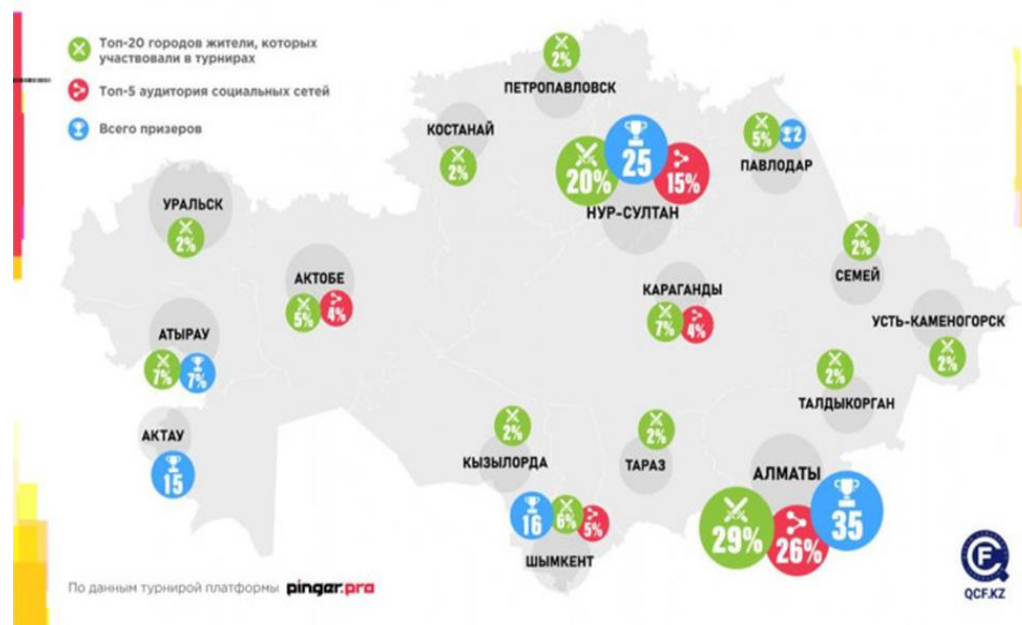 Топ-20 городов жители, которых
участвовали в турнирах
Топ-5 аудитория социальных сетей
Всего призеров
2%
ПЕТРОПАВЛОВСК
КОСТАНАЙ
2%
20%
25
15%
НУР-СУЛТАН
5%
2
ПАВЛОДАР
УРАЛЬСК
2%
АКТОБЕ
5%
4%
КАРАГАНДЫ
7%
4%
2%
СЕМЕЙ
УСТЬ-КАМЕНОГОРСК
2%
АТЫРАУ
7%
7%
2%
ТАЛДЫКОРГАН
АКТАУ
15
2%
КЫЗЫЛОРДА
2%
ТАРАЗ
АЛМАТЫ
29%
26%
35
16
6%
5%
ШЫМКЕНТ
По данным турнирой платформы pinger.pro
QCF.KZ